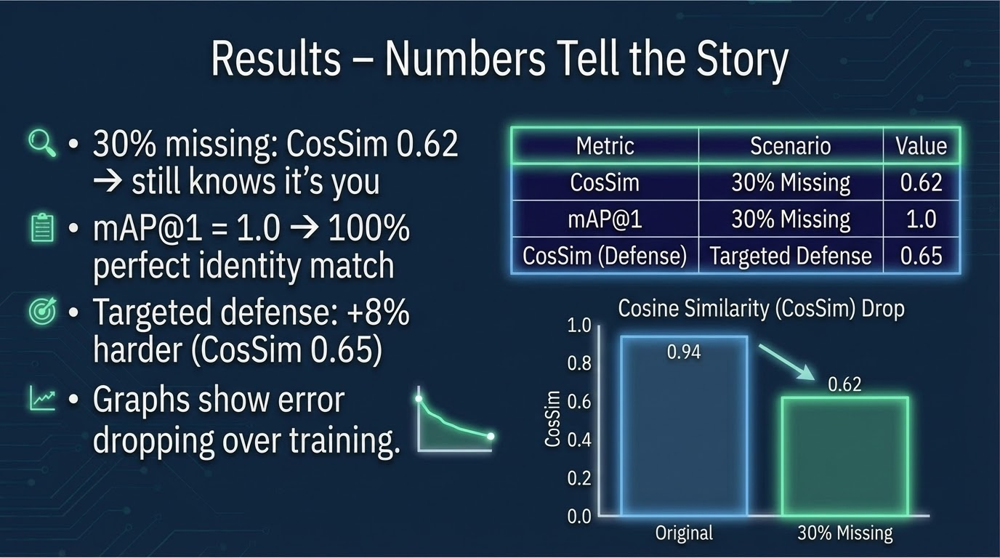 Results – Numbers Tell the Story
• 30% missing: CosSim 0.62
→ still knows it’s you
• mAP@1 = 1.0 → 100%
perfect identity match
• Targeted defense: +8%
harder (CosSim 0.65)
• Graphs show error
dropping over training.
Metric Scenario Value
CosSim 30% Missing 0.62
mAP@1 30% Missing 1.0
CosSim (Defense) Targeted Defense 0.65
Cosine Similarity (CosSim) Drop
CosSim
1.0
0.8
0.6
0.4
0.2
0.0
0.94
0.62
Original
30% Missing